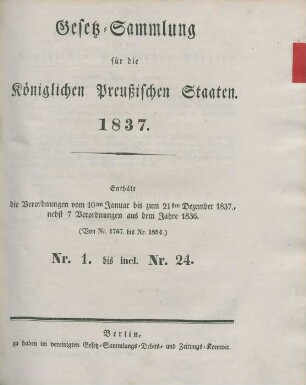 Gesetz-Sammlung
für die
Königlichen Preußischen Staaten.
1837.
Enthält
die Verordnungen vom 10ten Januar bis zum 21sten Dezember 1837.,
nebst 7 Verordnungen aus dem Jahre 1836.
(Von Nr. 1767. bis Nr. 1854.)
Nr. 1. bis incl. Nr. 24.
Berlin,
zu haben im vereinigten Gesetz-Sammlungs-Debits- und Zeitungs-Komtoir.